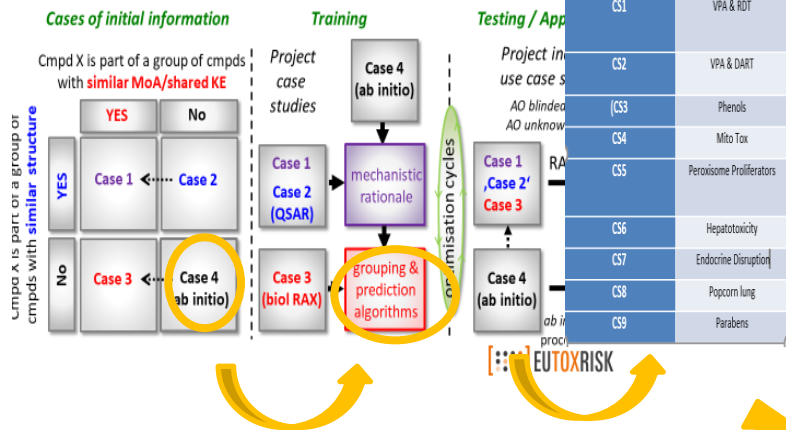 Cases of initial information
Cmpd X is part of a group of cmpds
with similar MoA/shared KE
YES
No
Cmpd X is part of a group of
cmpds with similar structure
YES
No
Case 1
Case 2
Case 3
Case 4
(ab initio)
Training
Project
case
studies
Case 4
(ab initio)
Case 1
Case 2
(QSAR)
mechanistic
rationale
Case 3
(biol RAX)
grouping &
prediction
algorithms
optimisation cycles
Testing / App
Project in
use case s
AO blinded
AO unknow
Case 1
‚Case 2‘
Case 3
RA
Case 4
(ab initio)
ab in
proc
EUTOXRISK
CS1 VPA & RDT
CS2 VPA & DART
(CS3 Phenols
CS4 Mito Tox
CS5 Peroxisome Proliferators
CS6 Hepatotoxicity
CS7 Endocrine Disruption
CS8 Popcorn lung
CS9 Parabens